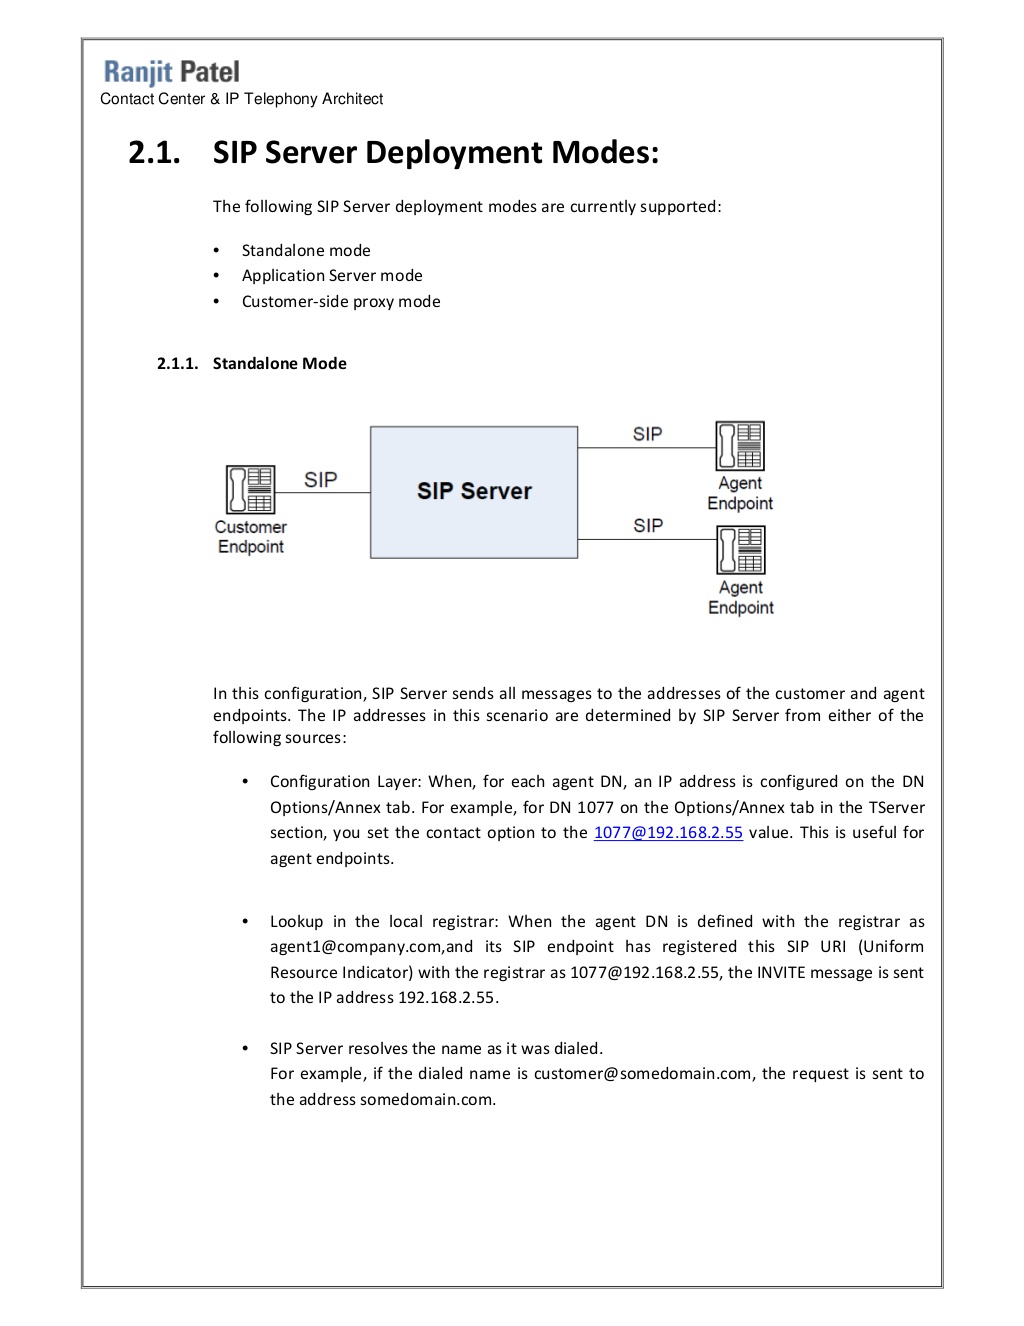 Ranjit Patel
Contact Center & IP Telephony Architect
2.1. SIP Server Deployment Modes:
The following SIP Server deployment modes are currently supported:
• Standalone mode
• Application Server mode
• Customer-side proxy mode
2.1.1. Standalone Mode
SIP
Customer
Endpoint
SIP Server
SIP
Agent
Endpoint
SIP
Agent
Endpoint
In this configuration, SIP Server sends all messages to the addresses of the customer and agent
endpoints. The IP addresses in this scenario are determined by SIP Server from either of the
following sources:
• Configuration Layer: When, for each agent DN, an IP address is configured on the DN
Options/Annex tab. For example, for DN 1077 on the Options/Annex tab in the TServer
section, you set the contact option to the 1077@192.168.2.55 value. This is useful for
agent endpoints.
• Lookup in the local registrar: When the agent DN is defined with the registrar as
agent1@company.com,and its SIP endpoint has registered this SIP URI (Uniform
Resource Indicator) with the registrar as 1077@192.168.2.55, the INVITE message is sent
to the IP address 192.168.2.55.
• SIP Server resolves the name as it was dialed.
For example, if the dialed name is customer@somedomain.com, the request is sent to
the address somedomain.com.